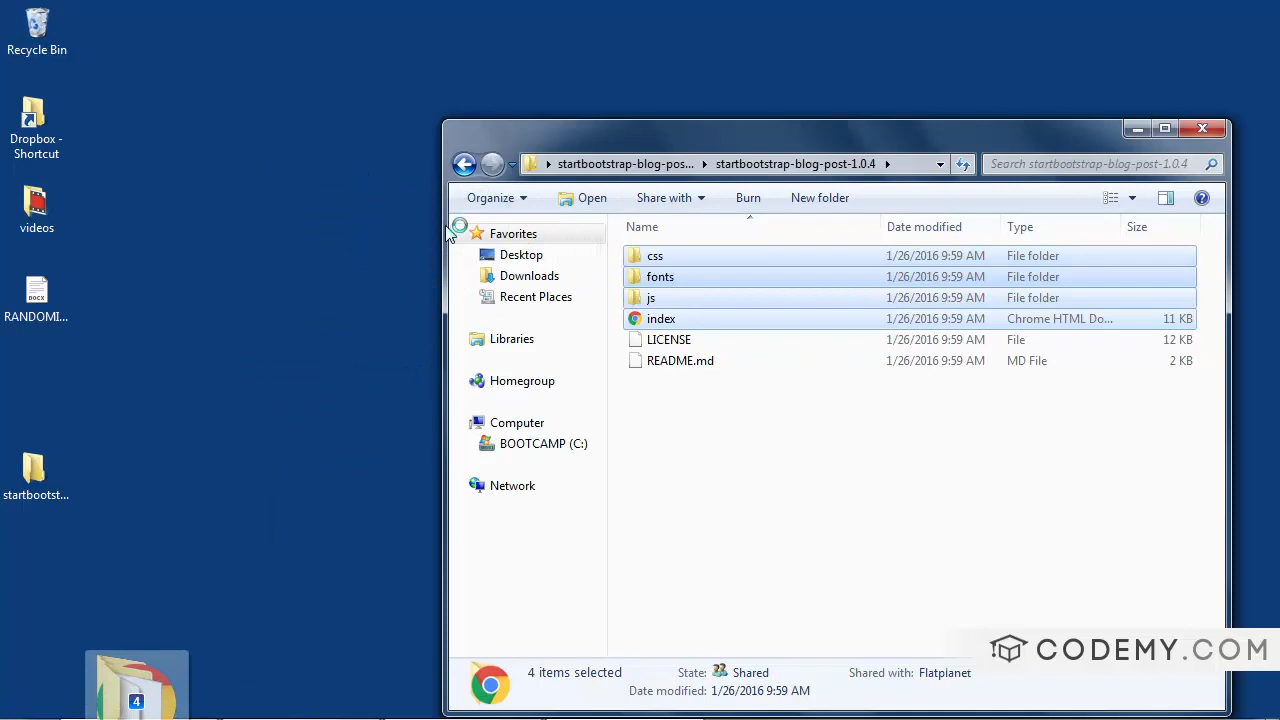 Recycle Bin
Dropbox -
Shortcut
videos
RANDOMI...
startbootst...
4
startbootstrap-blog-pos...
startbootstrap-blog-post-1.0.4
Search startbootstrap-blog-post-1.0.4
Organize
Open
Share with
Burn
New folder
Favorites
Desktop
Downloads
Recent Places
Libraries
Homegroup
Computer
BOOTCAMP (C:)
Network
Name Date modified Type Size
css 1/26/2016 9:59 AM File folder
fonts 1/26/2016 9:59 AM File folder
js 1/26/2016 9:59 AM File folder
index 1/26/2016 9:59 AM Chrome HTML Do... 11 KB
LICENSE 1/26/2016 9:59 AM File 12 KB
README.md 1/26/2016 9:59 AM MD File 2 KB
4 items selected State: Shared Shared with: Flatplanet
Date modified: 1/26/2016 9:59 AM
CODEMY.COM